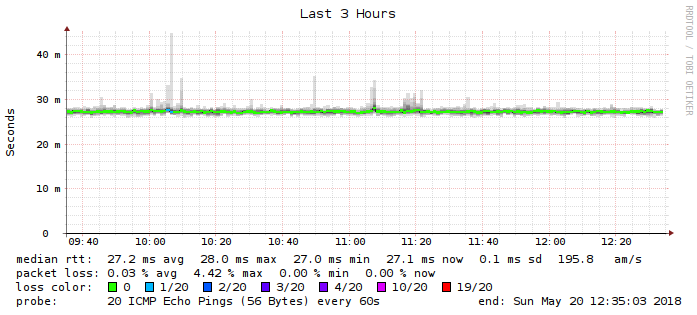 Last 3 Hours
RRDTOOL / TOBI OETIKER
Seconds
40 m
30 m
20 m
10 m
0
09:40 10:00 10:20 10:40 11:00 11:20 11:40 12:00 12:20
median rtt: 27.2 ms avg 28.0 ms max 27.0 ms min 27.1 ms now 0.1 ms sd 195.8 am/s
packet loss: 0.03 % avg 4.42 % max 0.00 % min 0.00 % now
loss color: 0 1/20 2/20 3/20 4/20 10/20 19/20
probe: 20 ICMP Echo Pings (56 Bytes) every 60s end: Sun May 20 12:35:03 2018